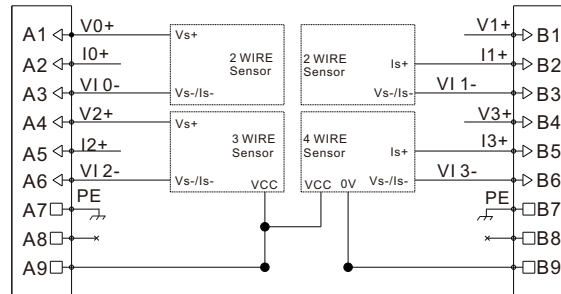 A1 V0+ Vs+ 2 WIRE Sensor 2 WIRE Sensor V1+ B1
A2 I0+ Is+ I1+ B2
A3 VI 0- Vs-/Is- Vs-/Is- VI 1- B3
A4 V2+ Vs+ V3+ B4
A5 I2+ 3 WIRE Sensor 4 WIRE Sensor Is+ I3+ B5
A6 VI 2- Vs-/Is- Vs-/Is- VI 3- B6
VCC VCC 0V
A7 PE PE B7
A8 B8
A9 B9